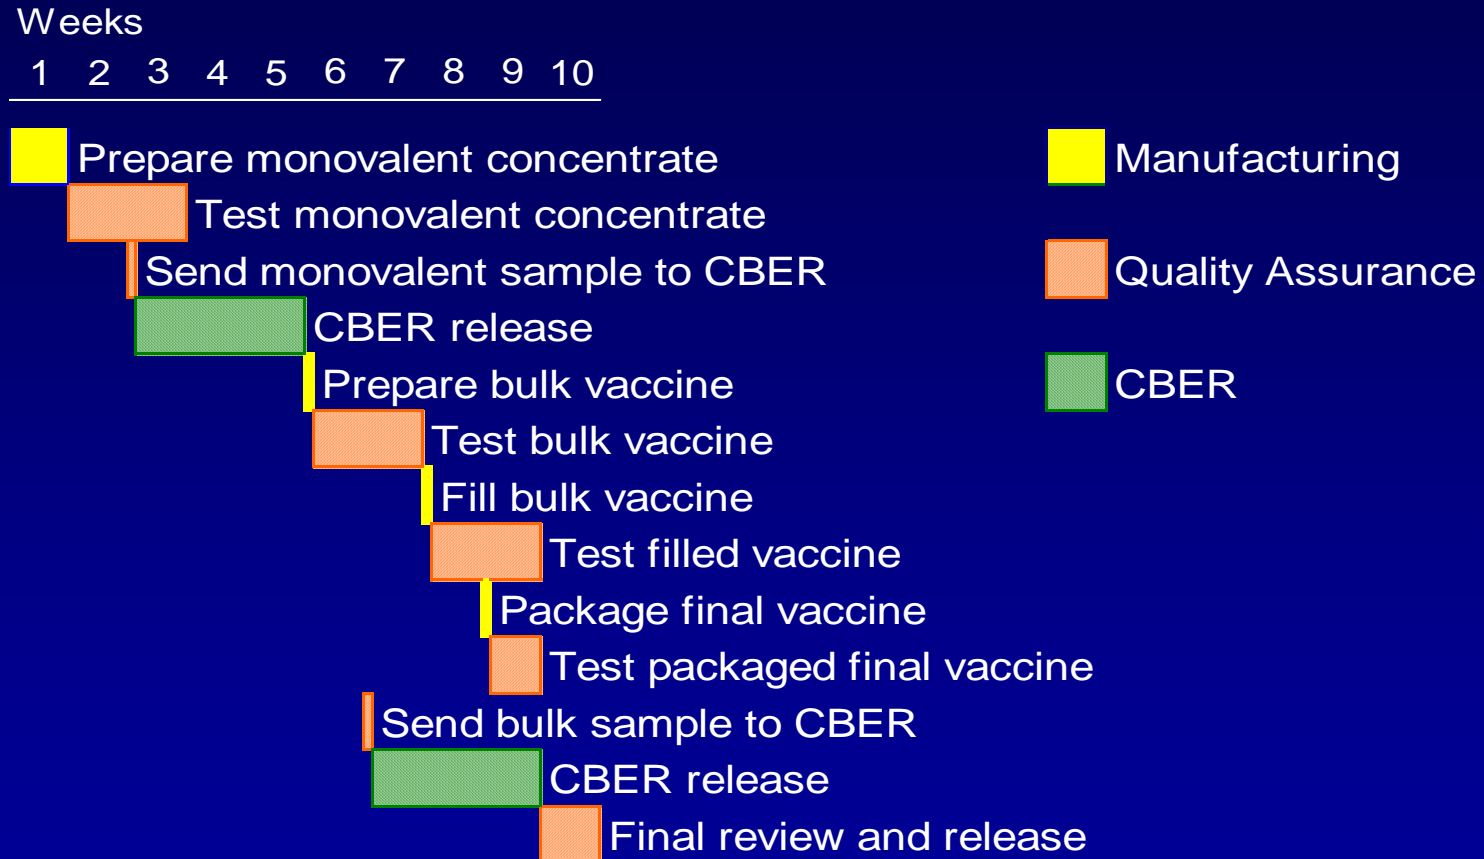 Weeks
1 2 3 4 5 6 7 8 9 10
Prepare monovalent concentrate
Manufacturing
Test monovalent concentrate
Send monovalent sample to CBER
Quality Assurance
CBER release
Prepare bulk vaccine
CBER
Test bulk vaccine
Fill bulk vaccine
Test filled vaccine
Package final vaccine
Test packaged final vaccine
Send bulk sample to CBER
CBER release
Final review and release